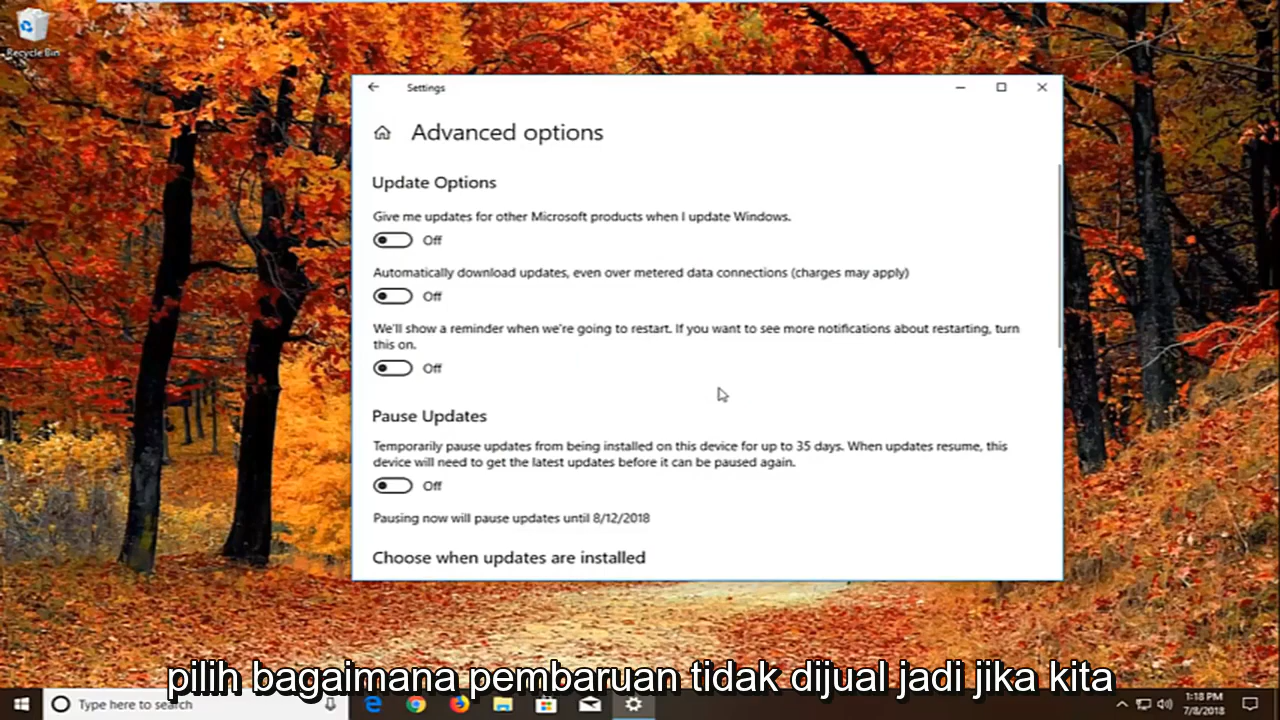 Recycle Bin
Settings
Advanced options
Update Options
Give me updates for other Microsoft products when I update Windows.
Off
Automatically download updates, even over metered data connections (charges may apply)
Off
We'll show a reminder when we're going to restart. If you want to see more notifications about restarting, turn
this on.
Off
Pause Updates
Temporarily pause updates from being installed on this device for up to 35 days. When updates resume, this
device will need to get the latest updates before it can be paused again.
Off
Pausing now will pause updates until 8/12/2018
Choose when updates are installed
pilih bagaimana pembaruan tidak dijual jadi jika kita
Type here to search
1:18 PM
7/8/2018